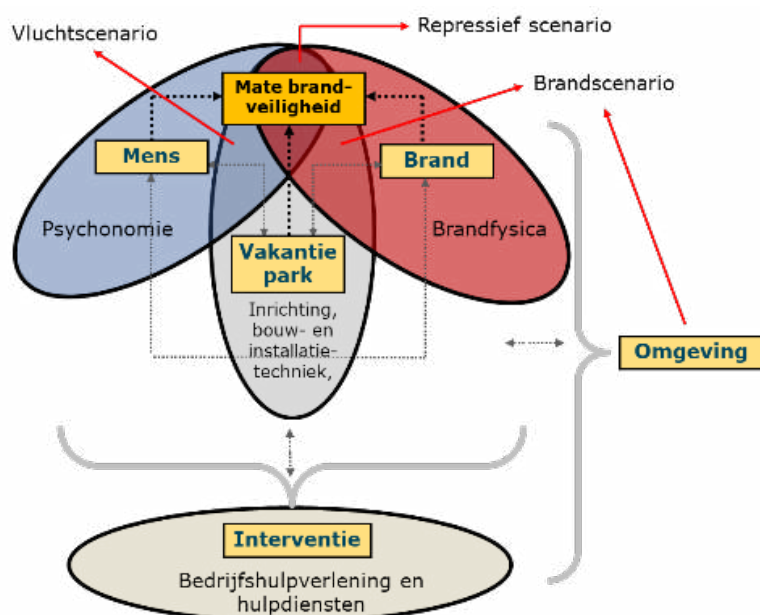 Vluchtscenario
Repressief scenario
Mate brand-
veiligheid
Brandscenario
Mens
Brand
Psychonomie
Brandfysica
Vakantie
park
Inrichting,
bouw- en
installatie-
techniek,
Omgeving
Interventie
Bedrijfshulpverlening en
hulpdiensten